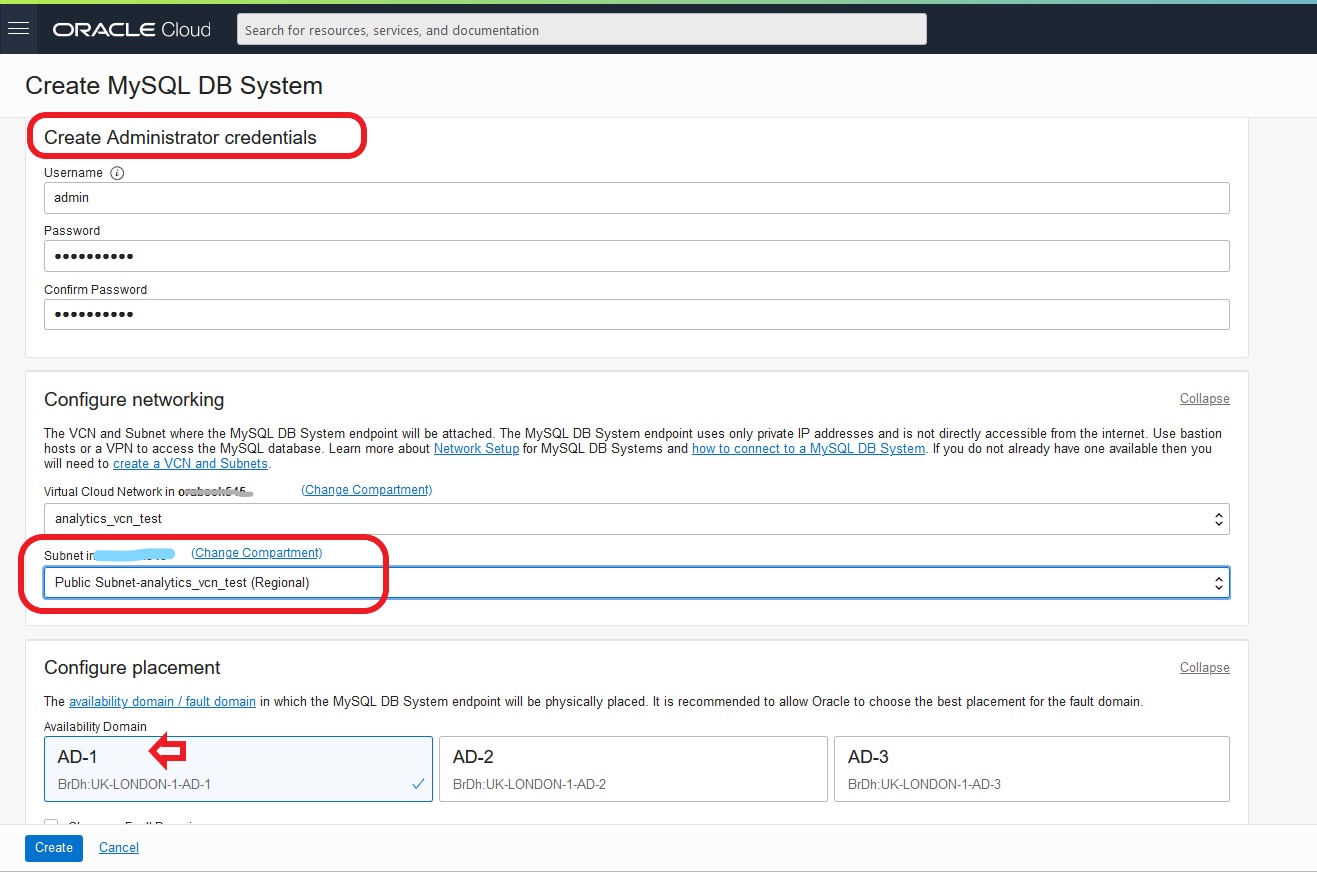 ORACLE Cloud
Search for resources, services, and documentation
Create MySQL DB System
Create Administrator credentials
Username
admin
Password
••••••••••
Confirm Password
••••••••••
Configure networking
Collapse
The VCN and Subnet where the MySQL DB System endpoint will be attached. The MySQL DB System endpoint uses only private IP addresses and is not directly accessible from the internet. Use bastion
hosts or a VPN to access the MySQL database. Learn more about Network Setup for MySQL DB Systems and how to connect to a MySQL DB System. If you do not already have one available then you
will need to create a VCN and Subnets.
Virtual Cloud Network in (Change Compartment)
analytics_vcn_test
Subnet in (Change Compartment)
Public Subnet-analytics_vcn_test (Regional)
Configure placement
Collapse
The availability domain / fault domain in which the MySQL DB System endpoint will be physically placed. It is recommended to allow Oracle to choose the best placement for the fault domain.
Availability Domain
AD-1
BrDh:UK-LONDON-1-AD-1
AD-2
BrDh:UK-LONDON-1-AD-2
AD-3
BrDh:UK-LONDON-1-AD-3
Create
Cancel